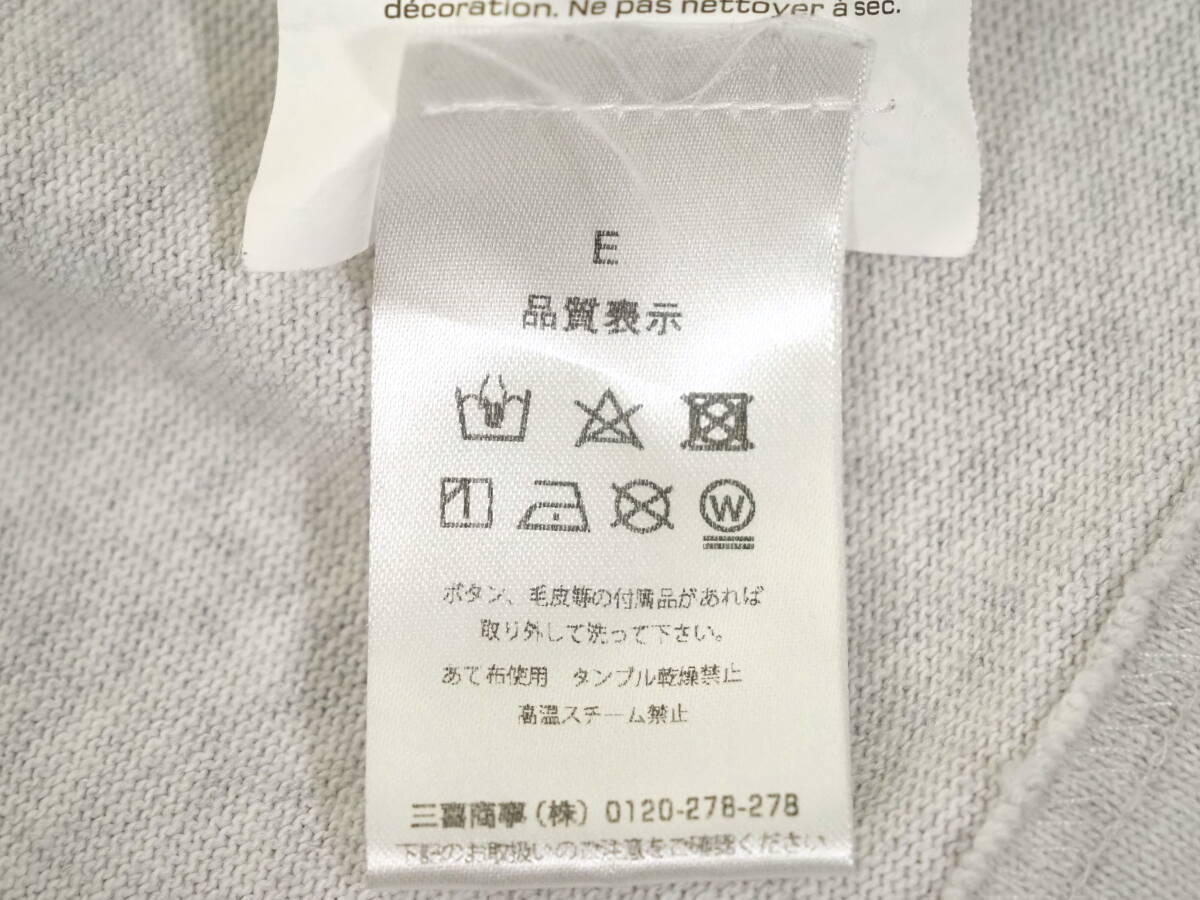 décoration. Ne pas nettoyer à sec.
E
品質表示
W
ボタン、毛皮等の付属品があれば
取り外して洗って下さい。
あて布使用 タンブル乾燥禁止
高温スチーム禁止
三喜商事(株) 0120-278-278
下記のお取扱いのご注意をご確認ください